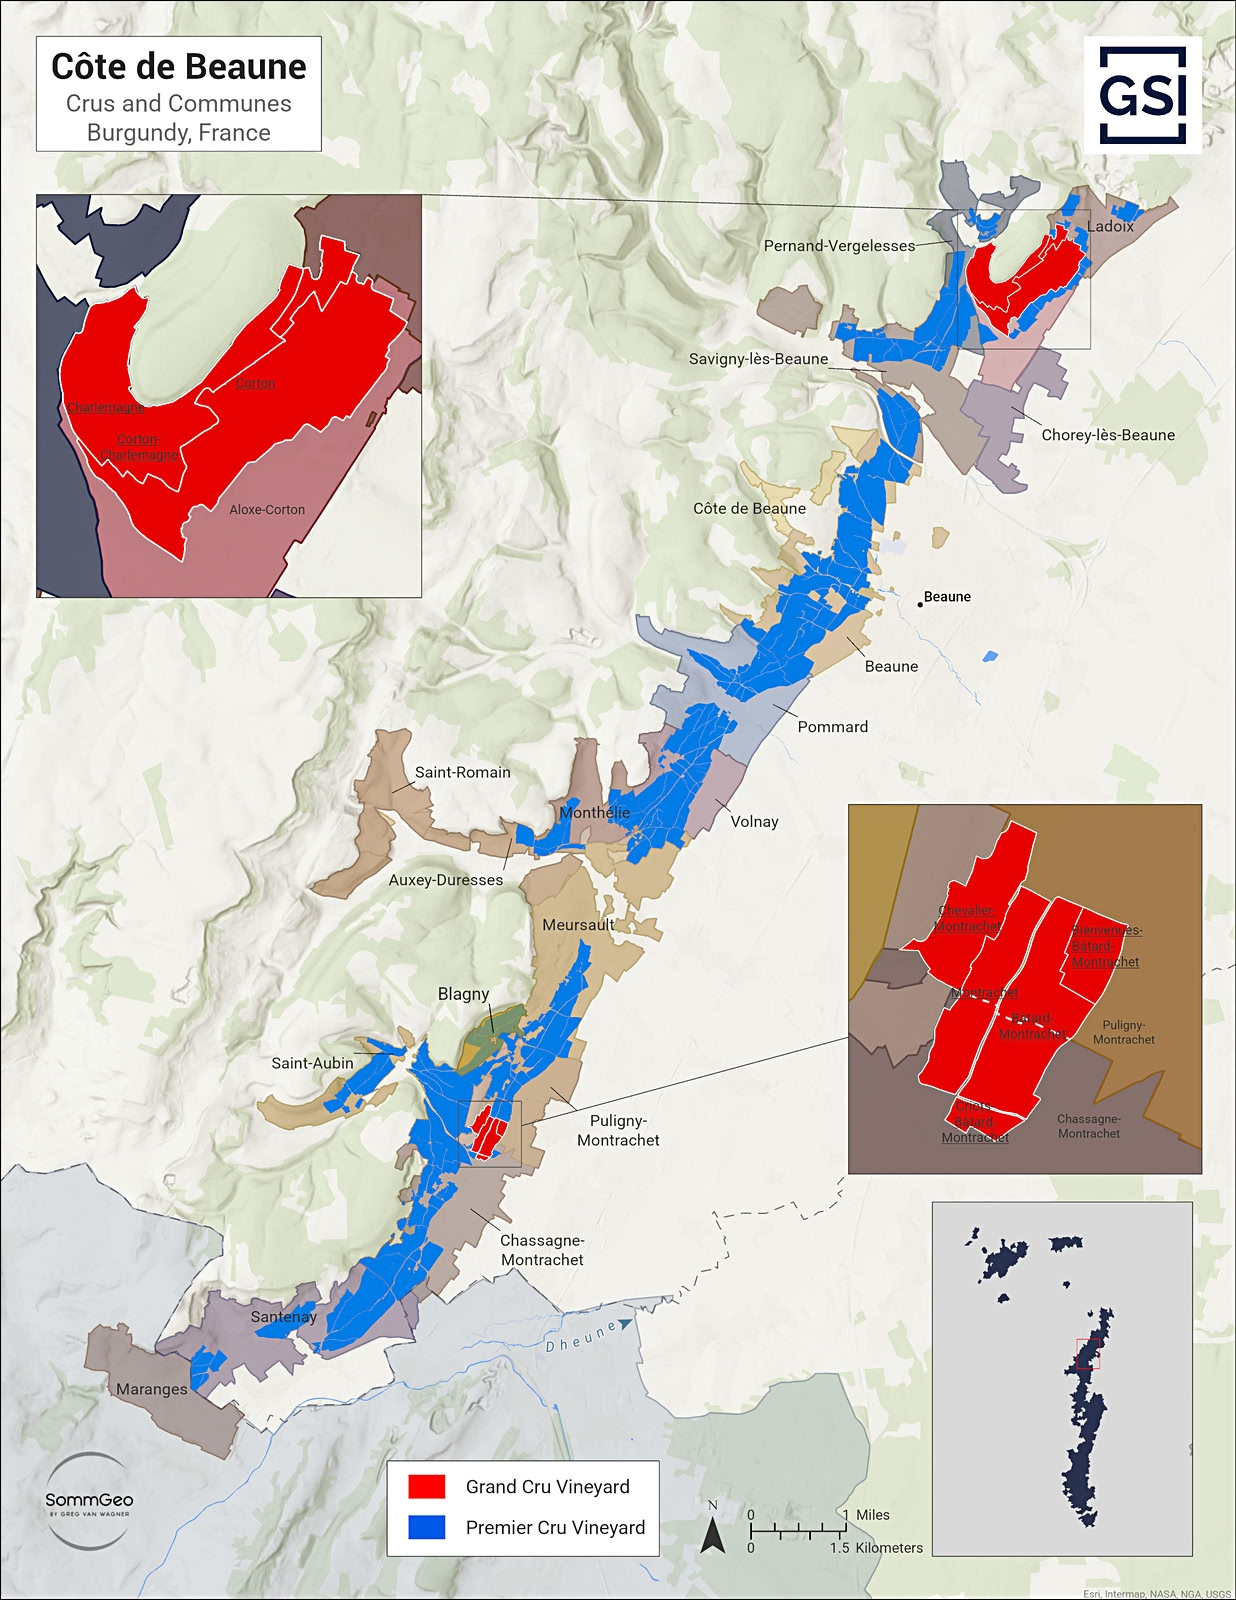 Côte de Beaune
Crus and Communes
Burgundy, France
GSI
Ladoix
Pernand-Vergelesses
Savigny-lès-Beaune
Chorey-lès-Beaune
Côte de Beaune
Beaune
Beaune
Pommard
Volnay
Saint-Romain
Monthélie
Auxey-Duresses
Meursault
Blagny
Saint-Aubin
Puligny-
Montrachet
Chassagne-
Montrachet
Santenay
Maranges
Dheune
Corton
Charlemagne
Corton-
Charlemagne
Aloxe-Corton
Chevalier-
Montrachet
Bienvenues-
Bâtard-
Montrachet
Montrachet
Bâtard-
Montrachet
Puligny-
Montrachet
Criots-
Bâtard-
Montrachet
Chassagne-
Montrachet
SommGeo
BY GREG VAN WAGNER
Grand Cru Vineyard
Premier Cru Vineyard
N
0 1 Miles
0 1.5 Kilometers
Esri, Intermap, NASA, NGA, USGS